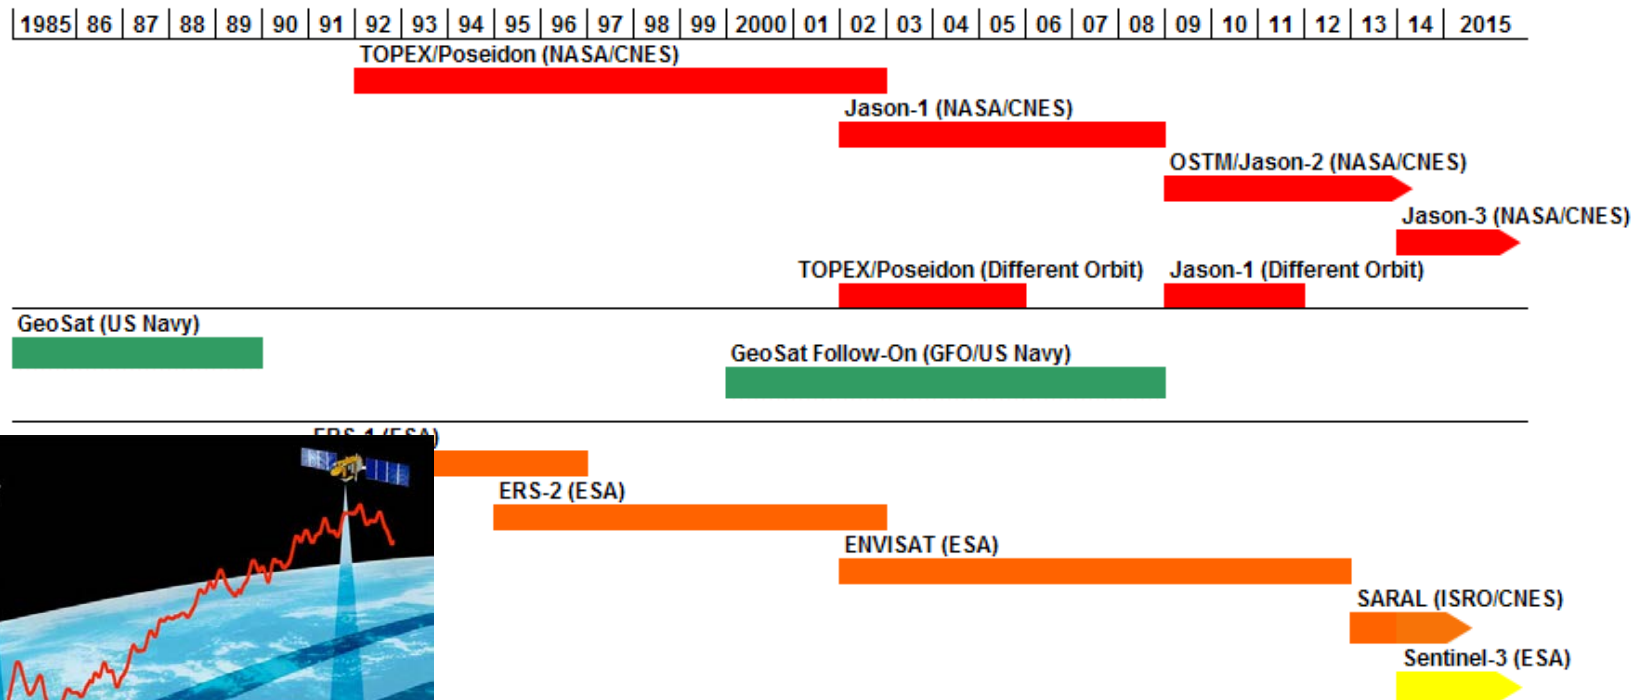 1985 86 87 88 89 90 91 92 93 94 95 96 97 98 99 2000 01 02 03 04 05 06 07 08 09 10 11 12 13 14 2015
TOPEX/Poseidon (NASA/CNES)
Jason-1 (NASA/CNES)
OSTM/Jason-2 (NASA/CNES)
Jason-3 (NASA/CNES)
TOPEX/Poseidon (Different Orbit) Jason-1 (Different Orbit)
GeoSat (US Navy)
GeoSat Follow-On (GFO/US Navy)
ERS-1 (ESA)
ERS-2 (ESA)
ENVISAT (ESA)
SARAL (ISRO/CNES)
Sentinel-3 (ESA)